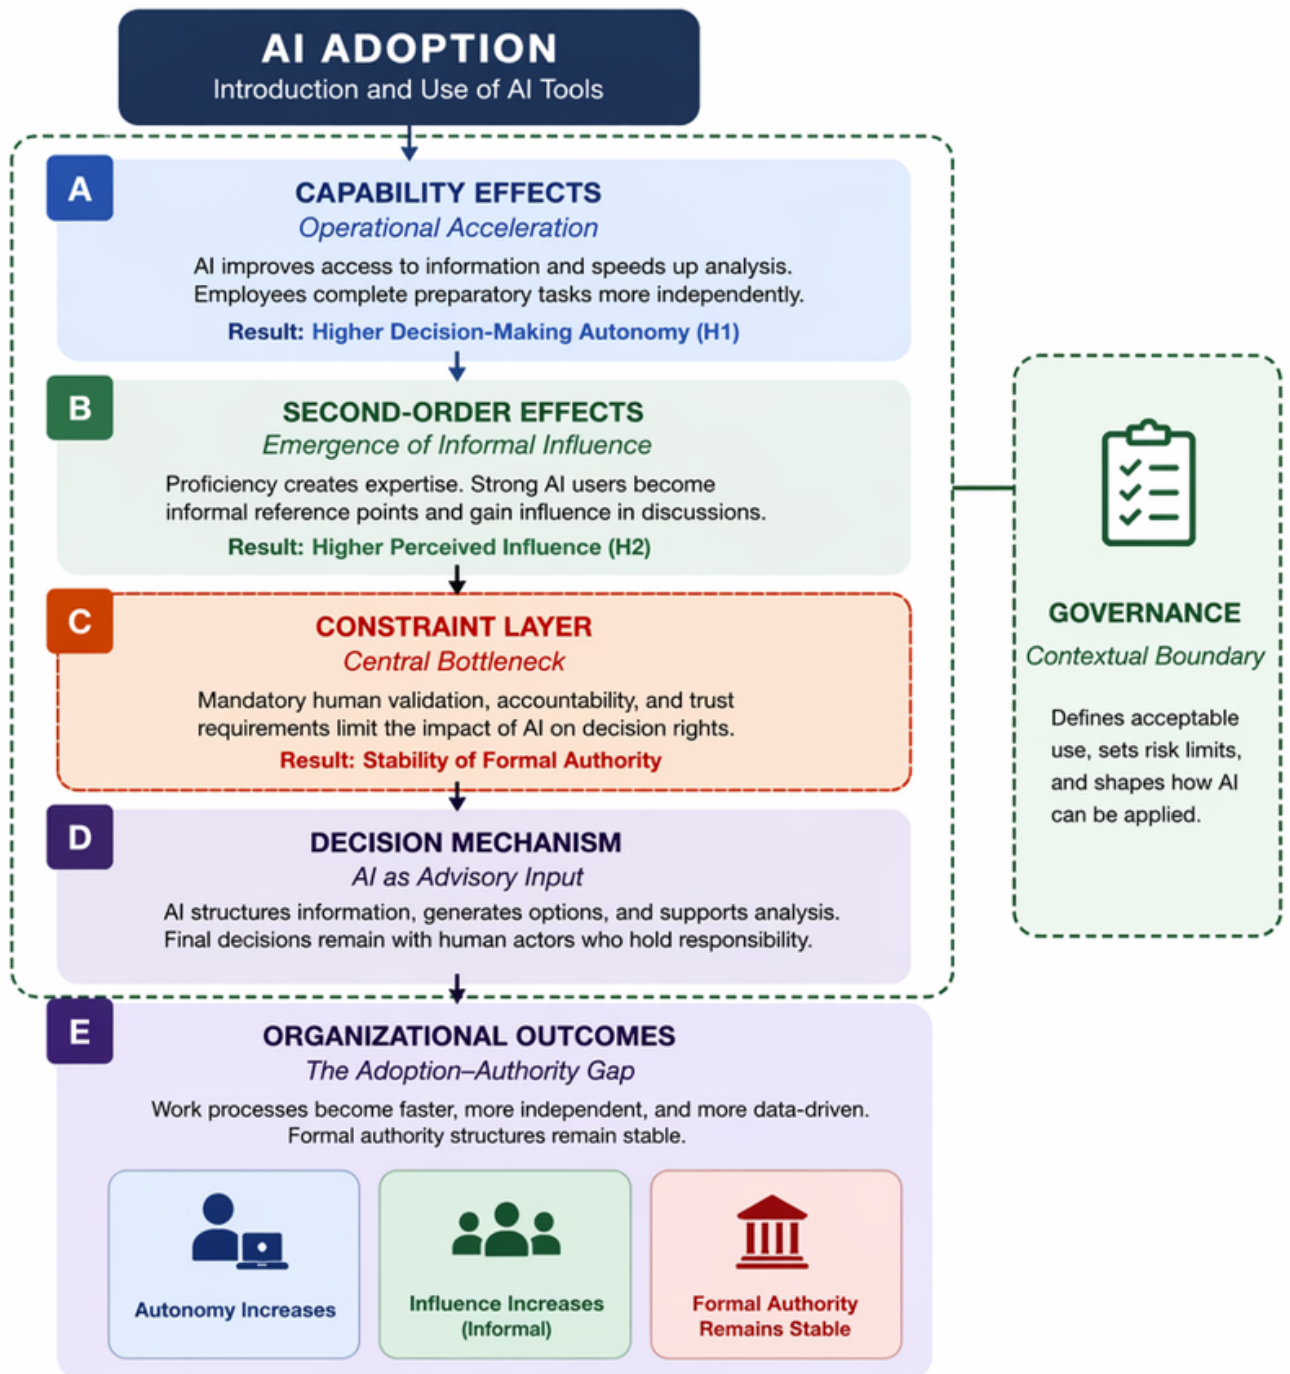 AI ADOPTION
Introduction and Use of AI Tools
A
CAPABILITY EFFECTS
Operational Acceleration
AI improves access to information and speeds up analysis.
Employees complete preparatory tasks more independently.
Result: Higher Decision-Making Autonomy (H1)
B
SECOND-ORDER EFFECTS
Emergence of Informal Influence
Proficiency creates expertise. Strong AI users become
informal reference points and gain influence in discussions.
Result: Higher Perceived Influence (H2)
C
CONSTRAINT LAYER
Central Bottleneck
Mandatory human validation, accountability, and trust
requirements limit the impact of AI on decision rights.
Result: Stability of Formal Authority
D
DECISION MECHANISM
AI as Advisory Input
AI structures information, generates options, and supports analysis.
Final decisions remain with human actors who hold responsibility.
E
ORGANIZATIONAL OUTCOMES
The Adoption–Authority Gap
Work processes become faster, more independent, and more data-driven.
Formal authority structures remain stable.
Autonomy Increases
Influence Increases
(Informal)
Formal Authority
Remains Stable
GOVERNANCE
Contextual Boundary
Defines acceptable
use, sets risk limits,
and shapes how AI
can be applied.